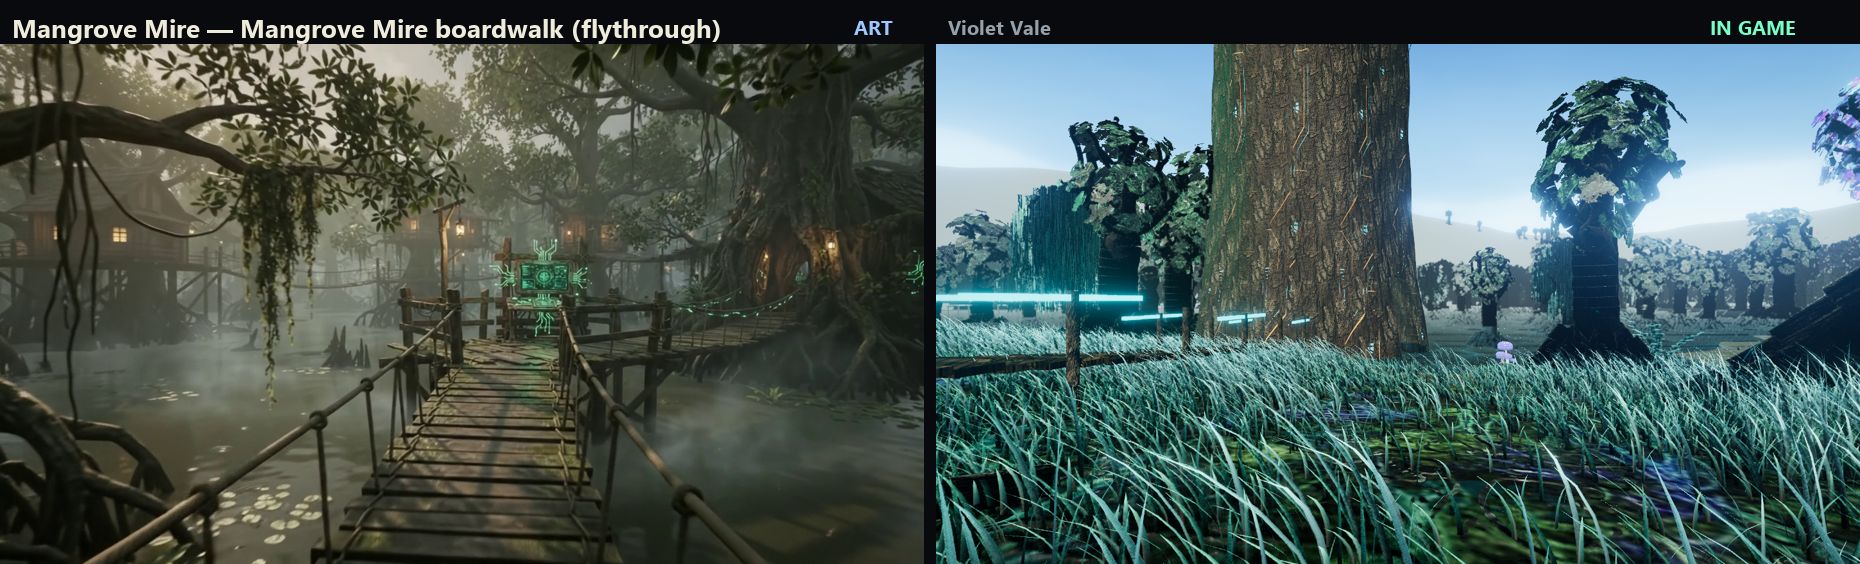 Mangrove Mire — Mangrove Mire boardwalk (flythrough)
ART
Violet Vale
IN GAME